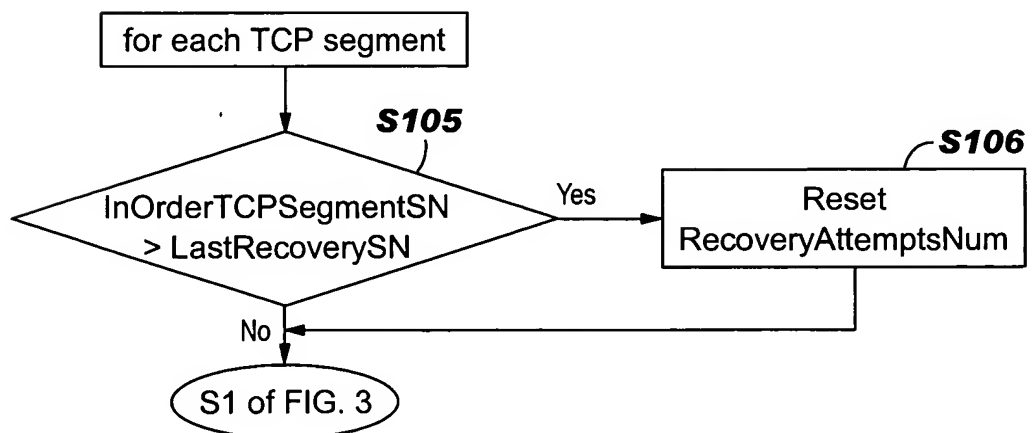 for each TCP segment
S105
InOrderTCPSegmentSN
> LastRecoverySN
Yes
S106
Reset
RecoveryAttemptsNum
No
S1 of FIG. 3